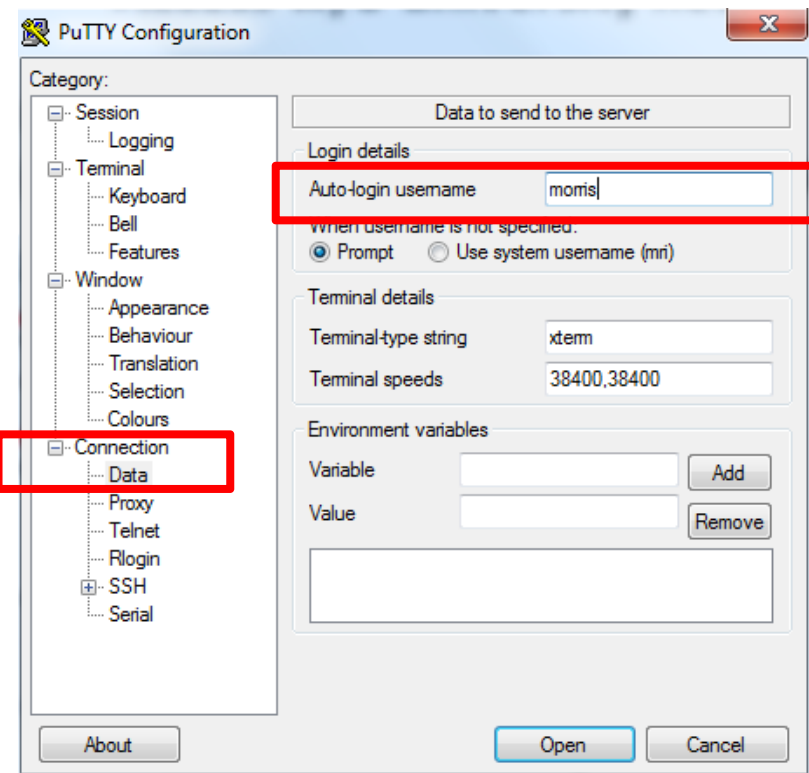 PuTTY Configuration
Category:
Session
Logging
Terminal
Keyboard
Bell
Features
Window
Appearance
Behaviour
Translation
Selection
Colours
Connection
Data
Proxy
Telnet
Rlogin
SSH
Serial
Data to send to the server
Login details
Auto-login username morris
When username is not specified:
Prompt Use system username (mri)
Terminal details
Terminal-type string xterm
Terminal speeds 38400,38400
Environment variables
Variable Add
Value Remove
About Open Cancel